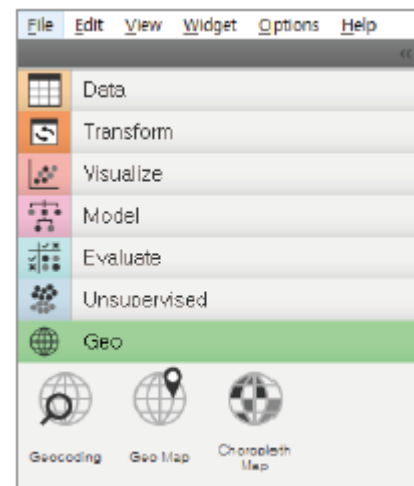 File Edit View Widget Options Help
«
Data
Transform
Visualize
Model
Evaluate
Unsupervised
Geo
Geocoding Geo Map Choropleth
Map